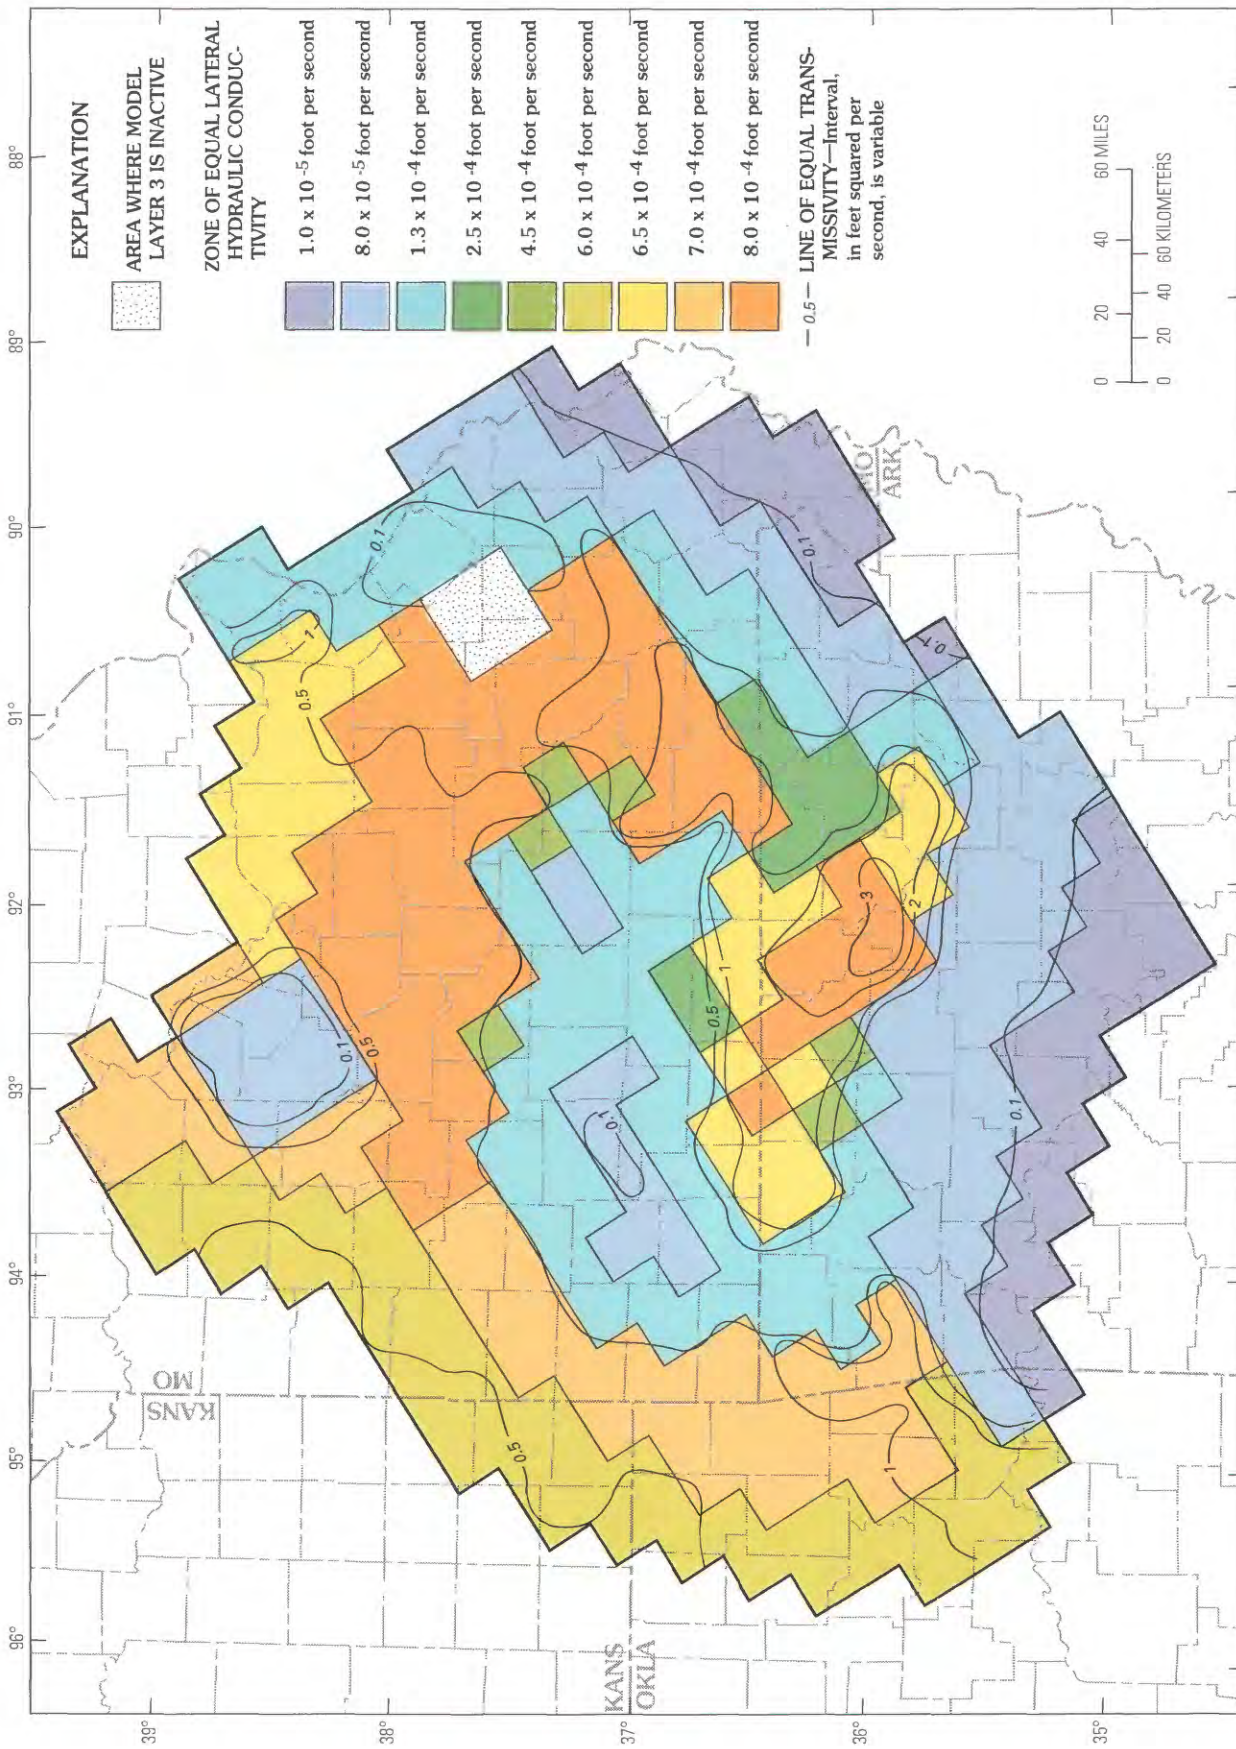 96°
95°
94°
93°
92°
91°
90°
89°
88°
39°
38°
37°
36°
35°
KANS
MO
KANS
OKLA
MO
ARK
0.5
0.1
0.5
0.5
1
0.1
0.1
0.1
0.1
0.1
0.5
1
3
2
1
0.1
EXPLANATION
AREA WHERE MODEL
LAYER 3 IS INACTIVE
ZONE OF EQUAL LATERAL
HYDRAULIC CONDUC-
TIVITY
1.0 x 10 -5 foot per second
8.0 x 10 -5 foot per second
1.3 x 10 -4 foot per second
2.5 x 10 -4 foot per second
4.5 x 10 -4 foot per second
6.0 x 10 -4 foot per second
6.5 x 10 -4 foot per second
7.0 x 10 -4 foot per second
8.0 x 10 -4 foot per second
— 0.5 — LINE OF EQUAL TRANS-
MISSIVITY—Interval,
in feet squared per
second, is variable
0 20 40 60 MILES
0 20 40 60 KILOMETERS